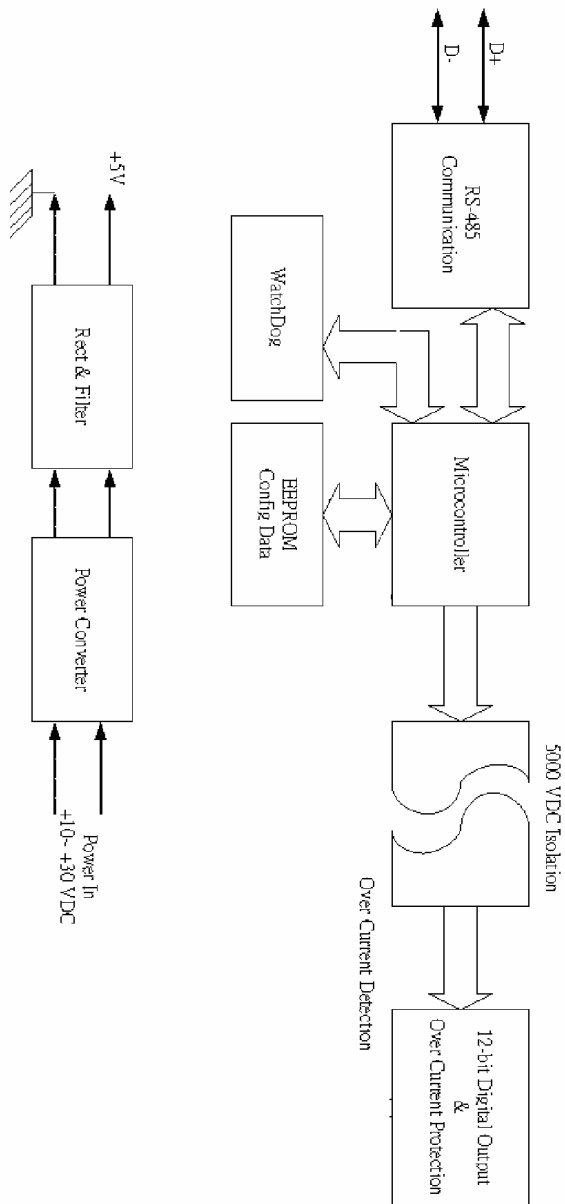 D+
D-
RS-485
Communication
Microcontroller
5000 VDC Isolation
12-bit Digital Output
&
Over Current Protection
Over Current Detection
WatchDog
EEPROM
Config Data
+5V
Rect & Filter
Power Converter
Power In
+10~ +30 VDC